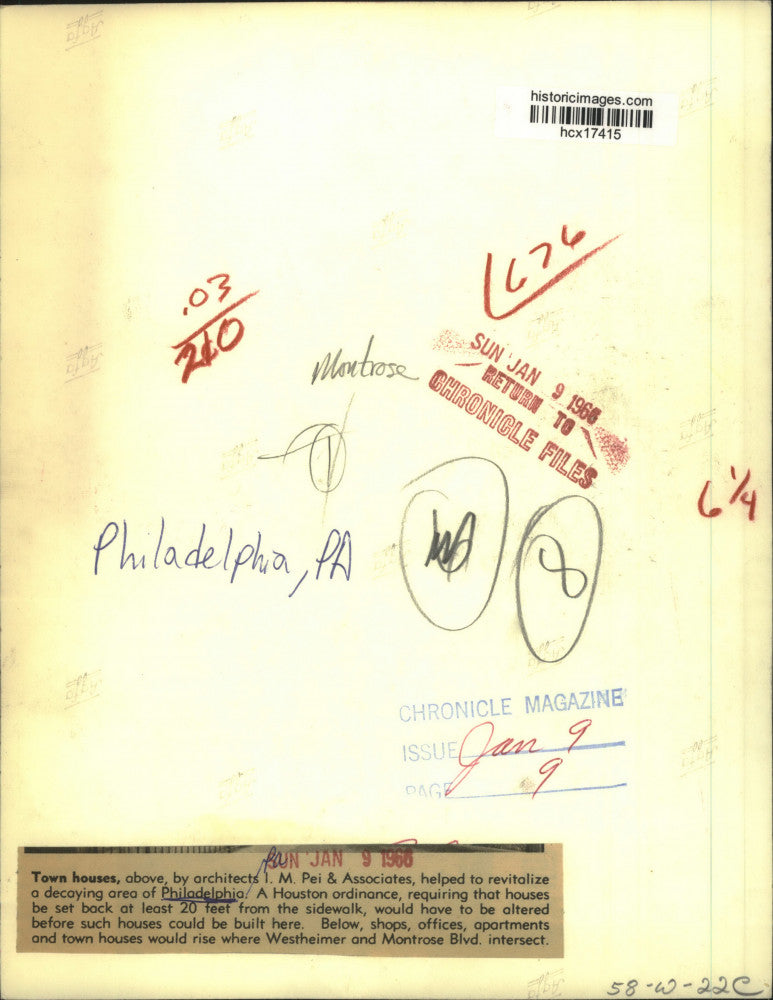 historicimages.com
hcx17415
676
.03
210
Montrose
SUN JAN 9 1966
RETURN TO
CHRONICLE FILES
6 1/4
Philadelphia, PA
8
CHRONICLE MAGAZINE
ISSUE Jan 9
PAGE 9
SUN JAN 9 1966
Pa
Town houses, above, by architects I. M. Pei & Associates, helped to revitalize
a decaying area of Philadelphia. A Houston ordinance, requiring that houses
be set back at least 20 feet from the sidewalk, would have to be altered
before such houses could be built here. Below, shops, offices, apartments
and town houses would rise where Westheimer and Montrose Blvd. intersect.
58-W-22C